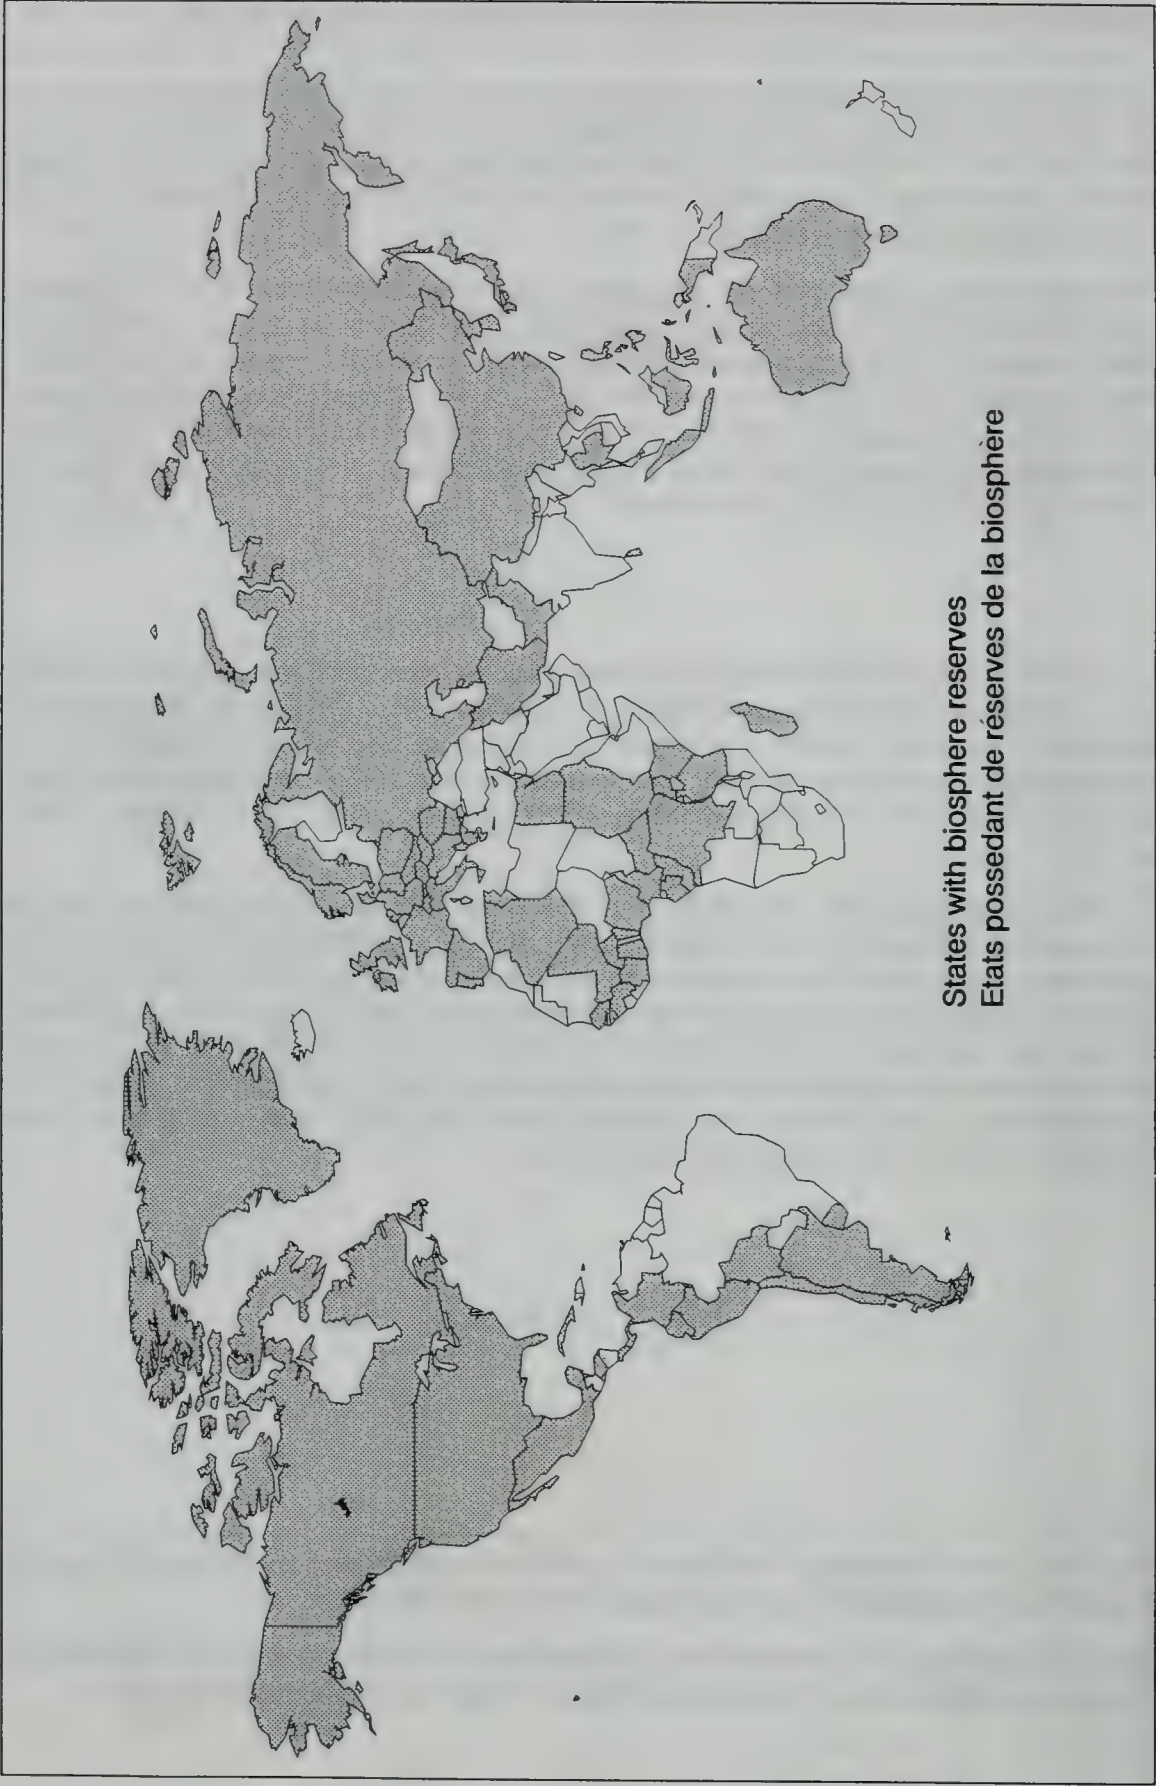 States with biosphere reserves
Etats possedant de réserves de la biosphère